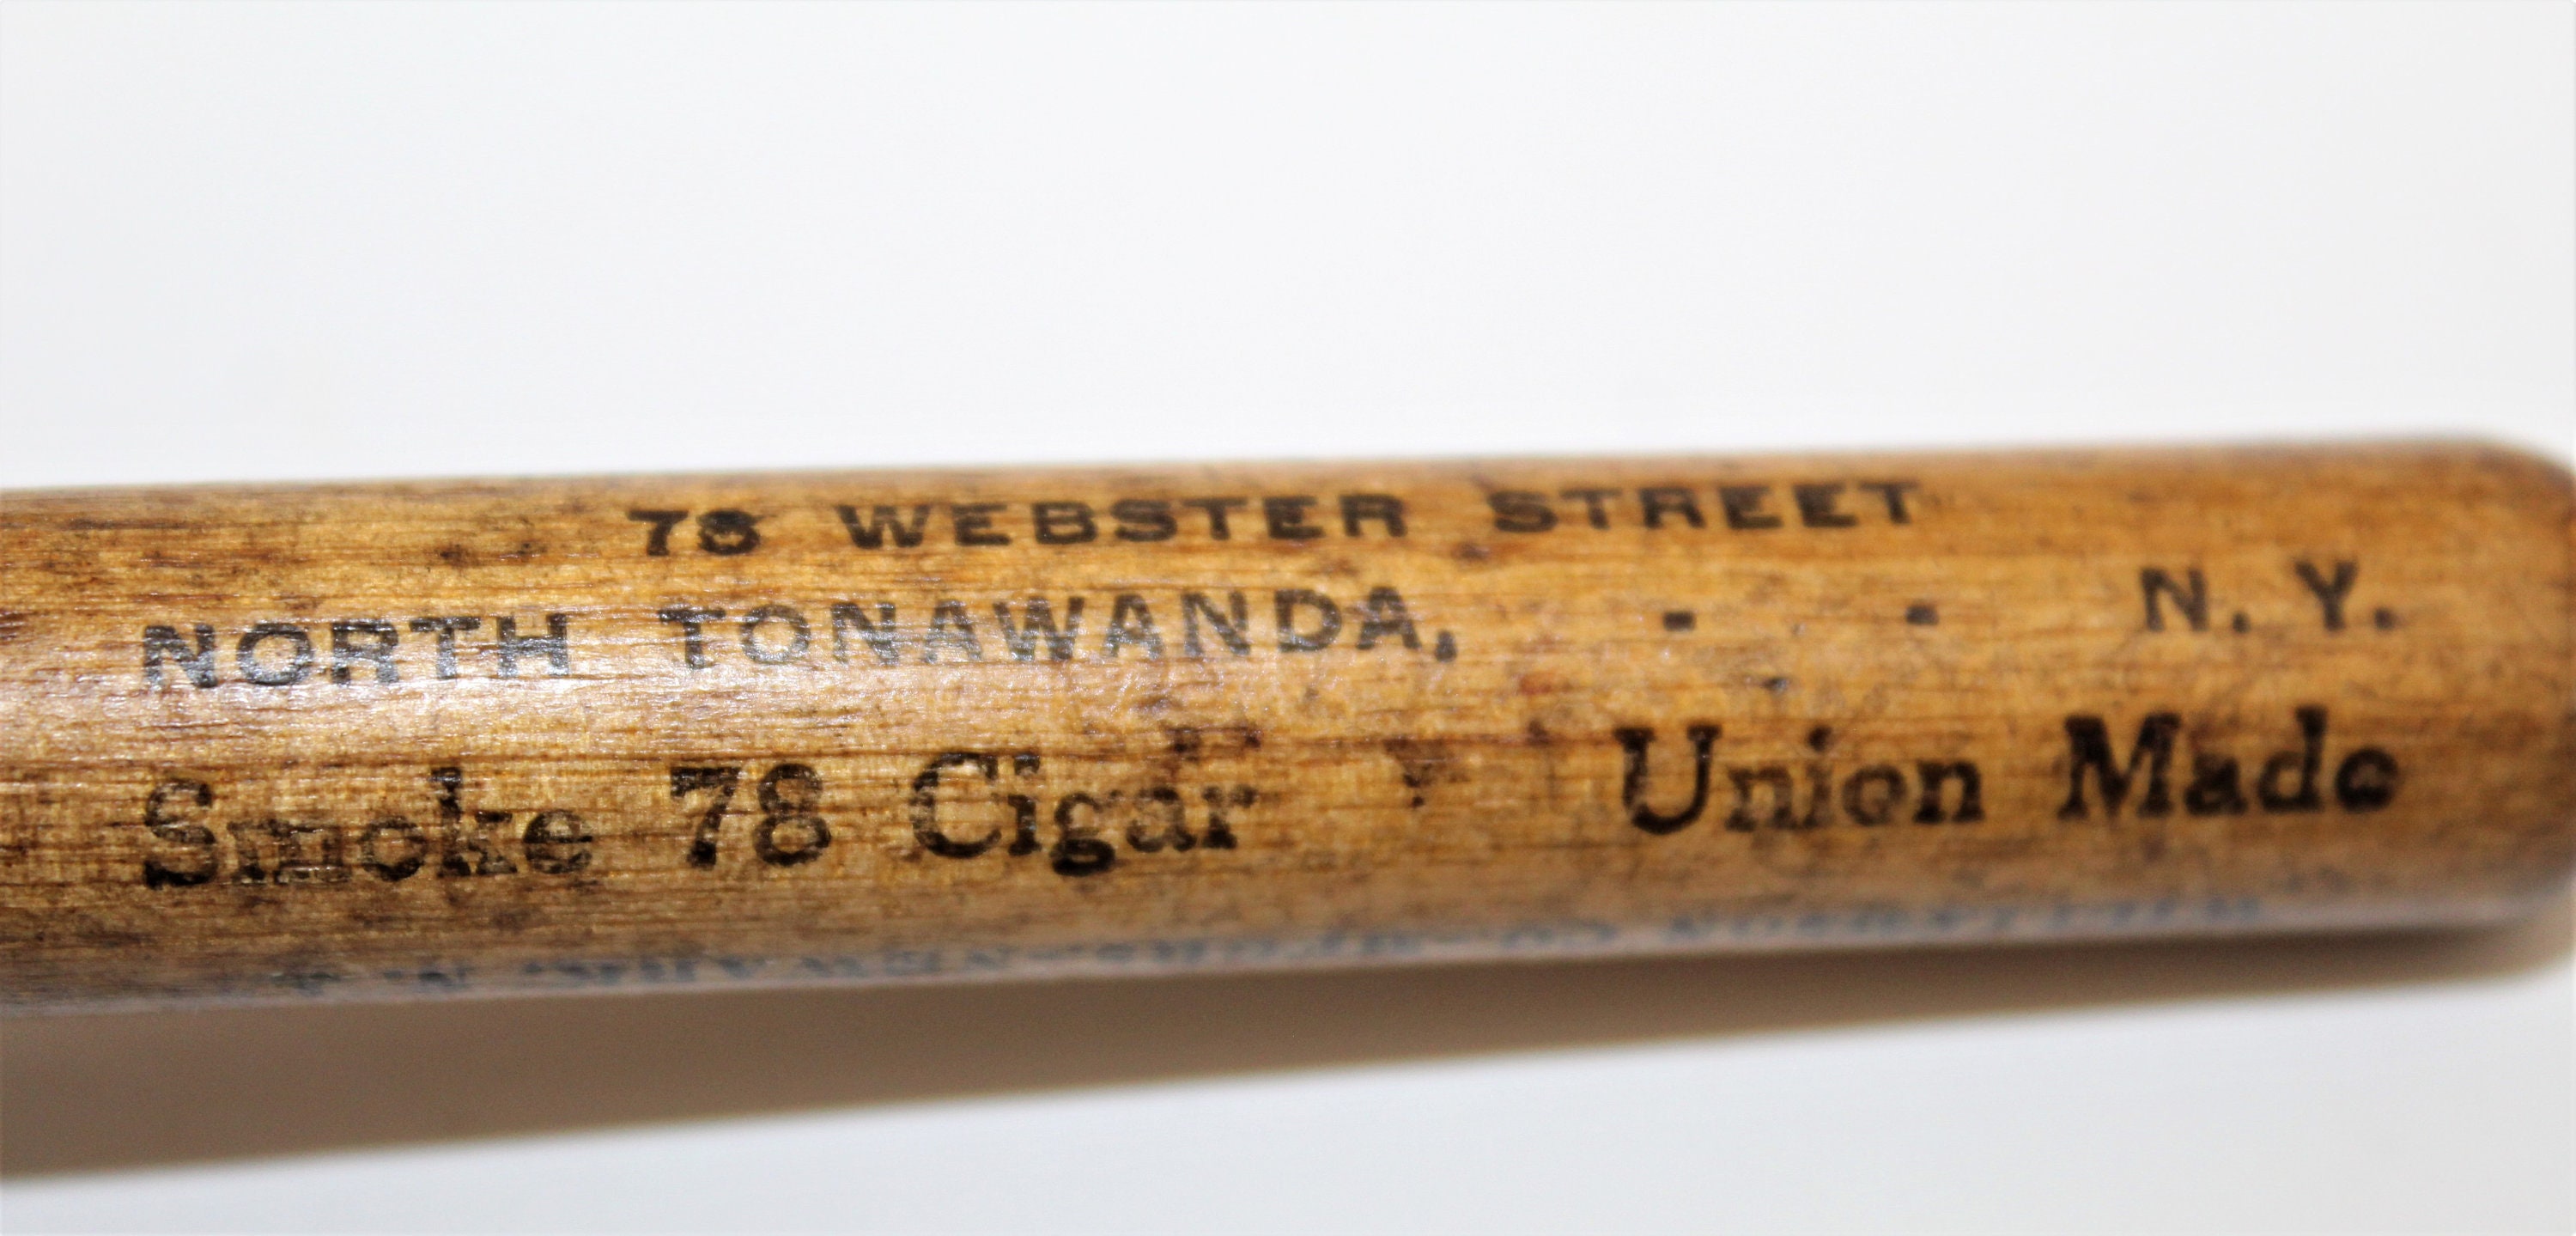 78 WEBSTER STREET
NORTH TONAWANDA, - - N. Y.
Smoke 78 Cigar Union Made